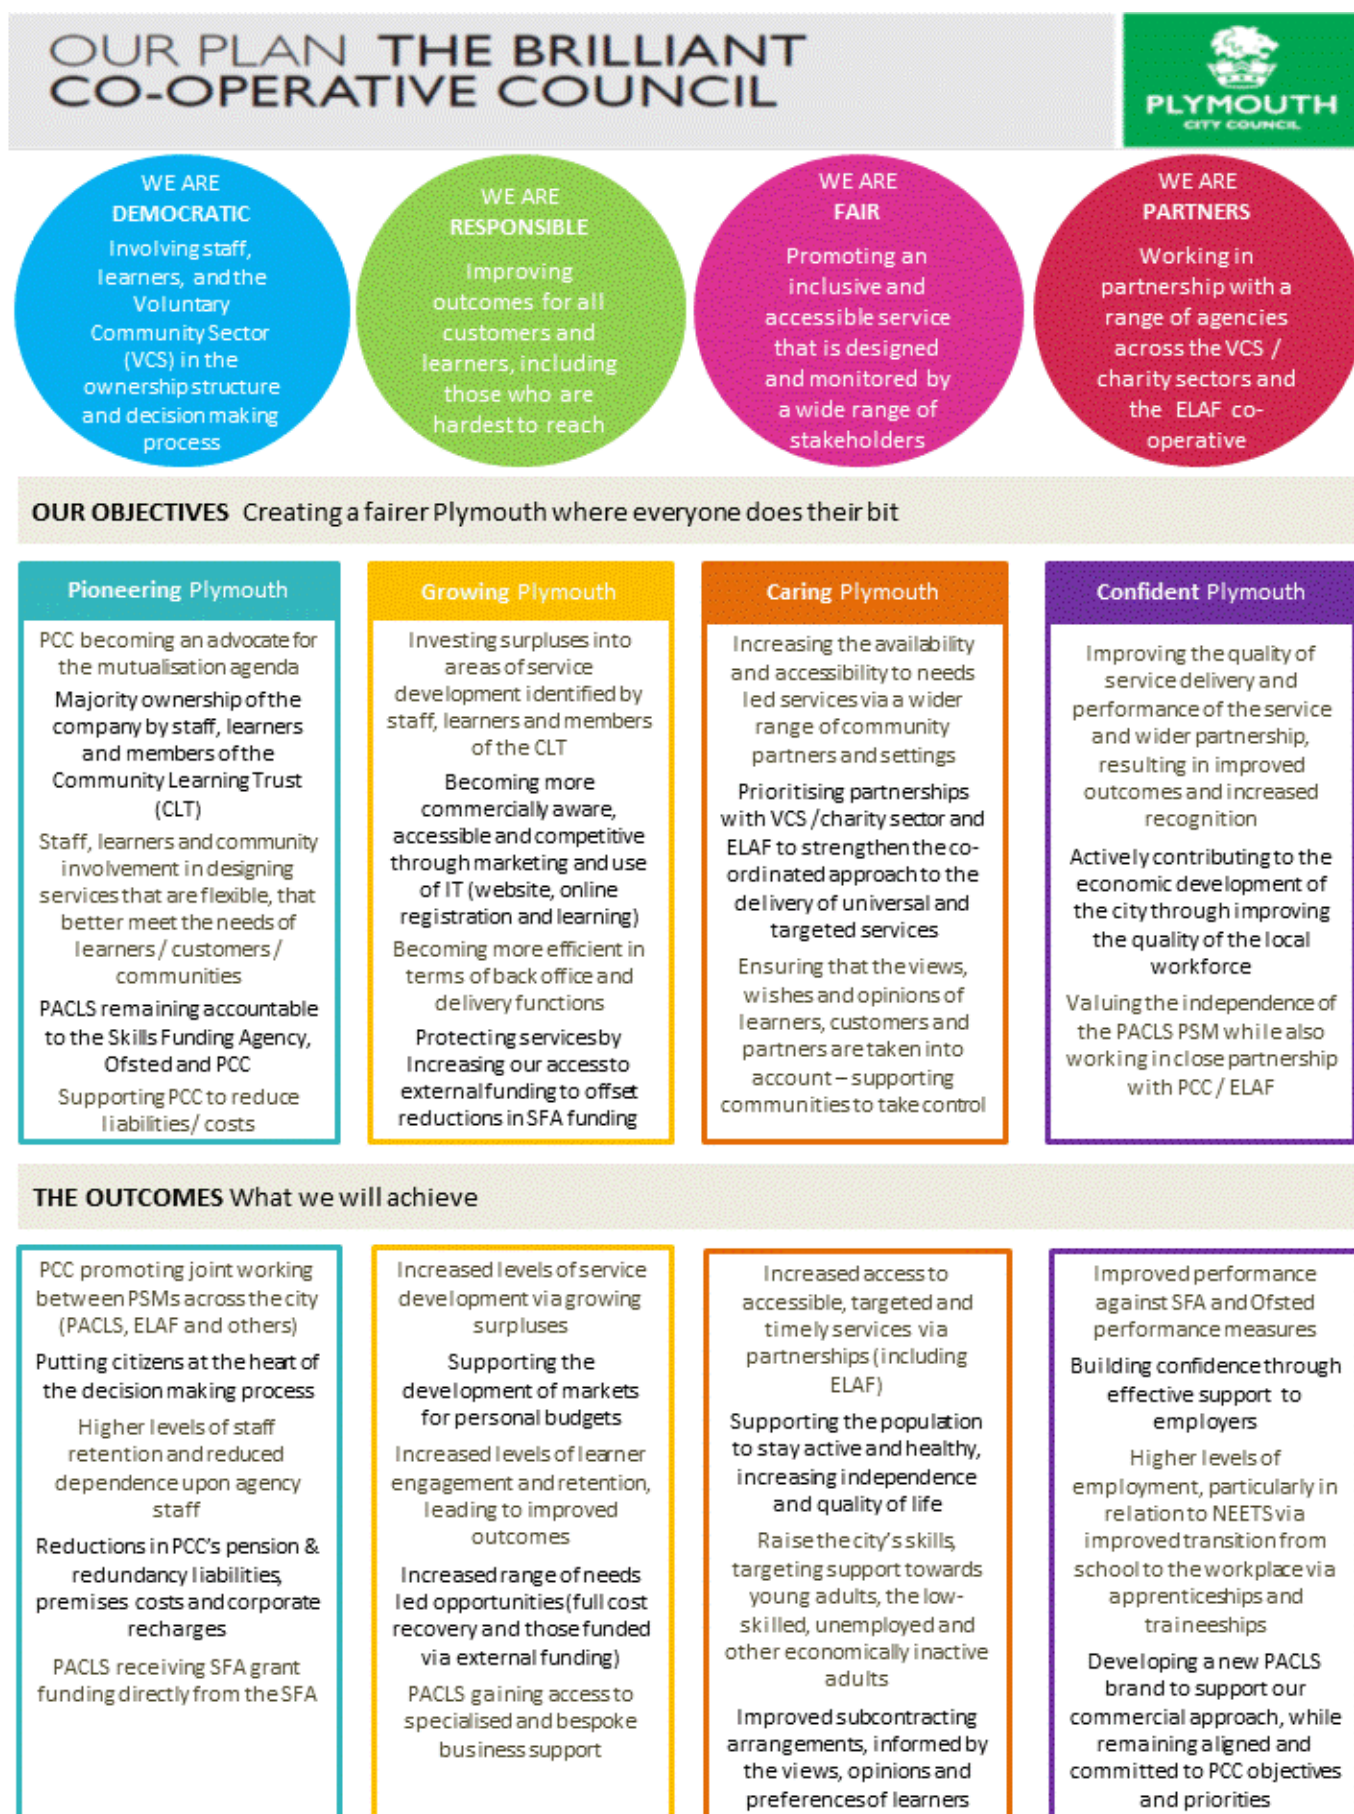 OUR PLAN THE BRILLIANT
CO-OPERATIVE COUNCIL
PLYMOUTH
CITY COUNCIL
WE ARE
DEMOCRATIC
Involving staff,
learners, and the
Voluntary
Community Sector
(VCS) in the
ownership structure
and decision making
process
WE ARE
RESPONSIBLE
Improving
outcomes for all
customers and
learners, including
those who are
hardest to reach
WE ARE
FAIR
Promoting an
inclusive and
accessible service
that is designed
and monitored by
a wide range of
stakeholders
WE ARE
PARTNERS
Working in
partnership with a
range of agencies
across the VCS /
charity sectors and
the ELAF co-
operative
OUR OBJECTIVES Creating a fairer Plymouth where everyone does their bit
Pioneering Plymouth
PCC becoming an advocate for
the mutualisation agenda
Majority ownership of the
company by staff, learners
and members of the
Community Learning Trust
(CLT)
Staff, learners and community
involvement in designing
services that are flexible, that
better meet the needs of
learners / customers /
communities
PACLS remaining accountable
to the Skills Funding Agency,
Ofsted and PCC
Supporting PCC to reduce
liabilities/ costs
Growing Plymouth
Investing surpluses into
areas of service
development identified by
staff, learners and members
of the CLT
Becoming more
commercially aware,
accessible and competitive
through marketing and use
of IT (website, online
registration and learning)
Becoming more efficient in
terms of back office and
delivery functions
Protecting services by
Increasing our access to
external funding to offset
reductions in SFA funding
Caring Plymouth
Increasing the availability
and accessibility to needs
led services via a wider
range of community
partners and settings
Prioritising partnerships
with VCS /charity sector and
ELAF to strengthen the co-
ordinated approach to the
delivery of universal and
targeted services
Ensuring that the views,
wishes and opinions of
learners, customers and
partners are taken into
account – supporting
communities to take control
Confident Plymouth
Improving the quality of
service delivery and
performance of the service
and wider partnership,
resulting in improved
outcomes and increased
recognition
Actively contributing to the
economic development of
the city through improving
the quality of the local
workforce
Valuing the independence of
the PACLS PSM while also
working in close partnership
with PCC / ELAF
THE OUTCOMES What we will achieve
PCC promoting joint working
between PSMs across the city
(PACLS, ELAF and others)
Putting citizens at the heart of
the decision making process
Higher levels of staff
retention and reduced
dependence upon agency
staff
Reductions in PCC's pension &
redundancy liabilities,
premises costs and corporate
recharges
PACLS receiving SFA grant
funding directly from the SFA
Increased levels of service
development via growing
surpluses
Supporting the
development of markets
for personal budgets
Increased levels of learner
engagement and retention,
leading to improved
outcomes
Increased range of needs
led opportunities (full cost
recovery and those funded
via external funding)
PACLS gaining access to
specialised and bespoke
business support
Increased access to
accessible, targeted and
timely services via
partnerships (including
ELAF)
Supporting the population
to stay active and healthy,
increasing independence
and quality of life
Raise the city's skills,
targeting support towards
young adults, the low-
skilled, unemployed and
other economically inactive
adults
Improved subcontracting
arrangements, informed by
the views, opinions and
preferences of learners
Improved performance
against SFA and Ofsted
performance measures
Building confidence through
effective support to
employers
Higher levels of
employment, particularly in
relation to NEETS via
improved transition from
school to the workplace via
apprenticeships and
traineeships
Developing a new PACLS
brand to support our
commercial approach, while
remaining aligned and
committed to PCC objectives
and priorities